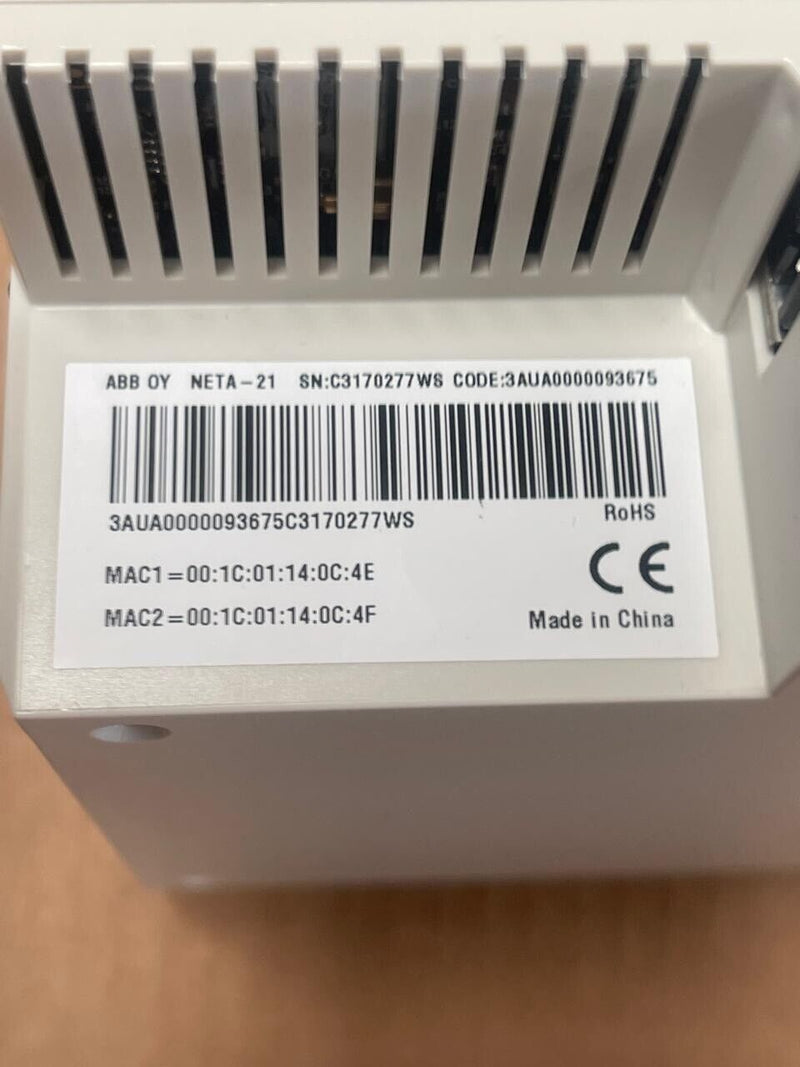 ABB OY NETA-21 SN:C3170277WS CODE:3AUA0000093675
3AUA0000093675C3170277WS
RoHS
MAC1=00:1C:01:14:0C:4E
CE
MAC2=00:1C:01:14:0C:4F
Made in China